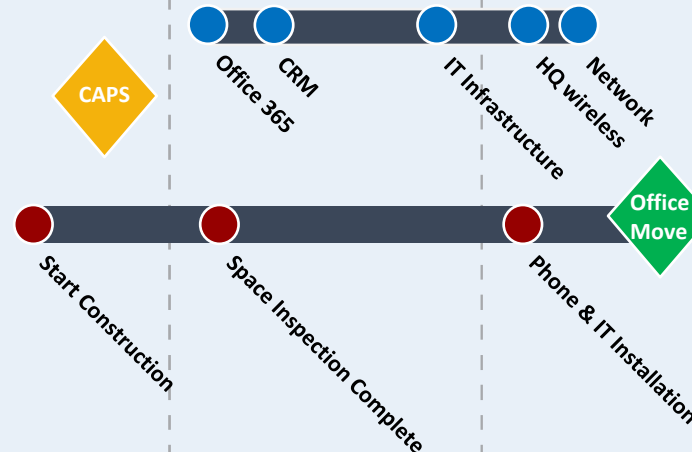 Office 365
CRM
IT Infrastructure
HQ wireless
Network
CAPS
Office
Move
Start Construction
Space Inspection Complete
Phone & IT Installation